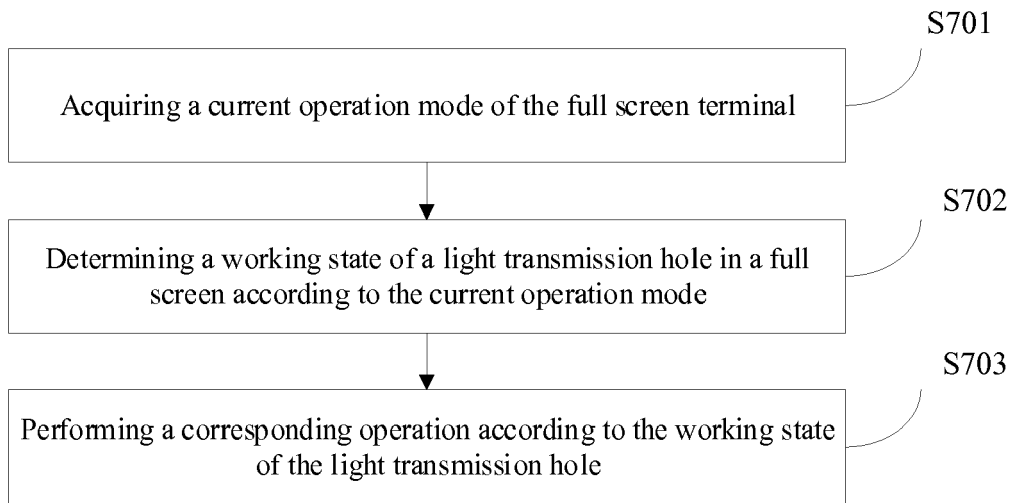 S701
Acquiring a current operation mode of the full screen terminal
S702
Determining a working state of a light transmission hole in a full
screen according to the current operation mode
S703
Performing a corresponding operation according to the working state
of the light transmission hole